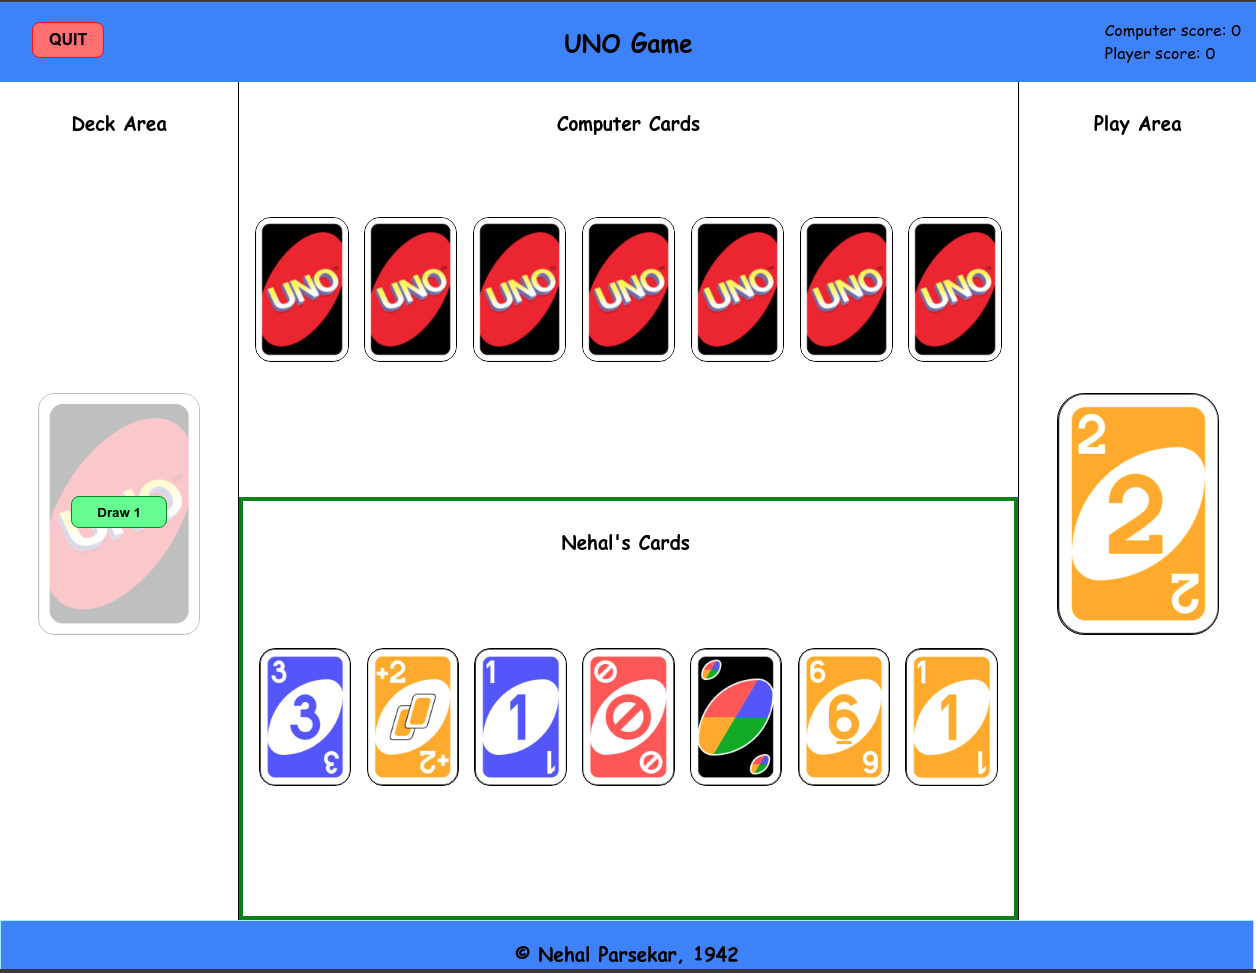 QUIT
UNO Game
Computer score: 0
Player score: 0
Deck Area
Computer Cards
Play Area
UNO
UNO
UNO
UNO
UNO
UNO
UNO
UNO
Draw 1
2
2
2
Nehal's Cards
3
3
3
+2
+2
1
1
1
6
6
6
1
1
1
© Nehal Parsekar, 1942